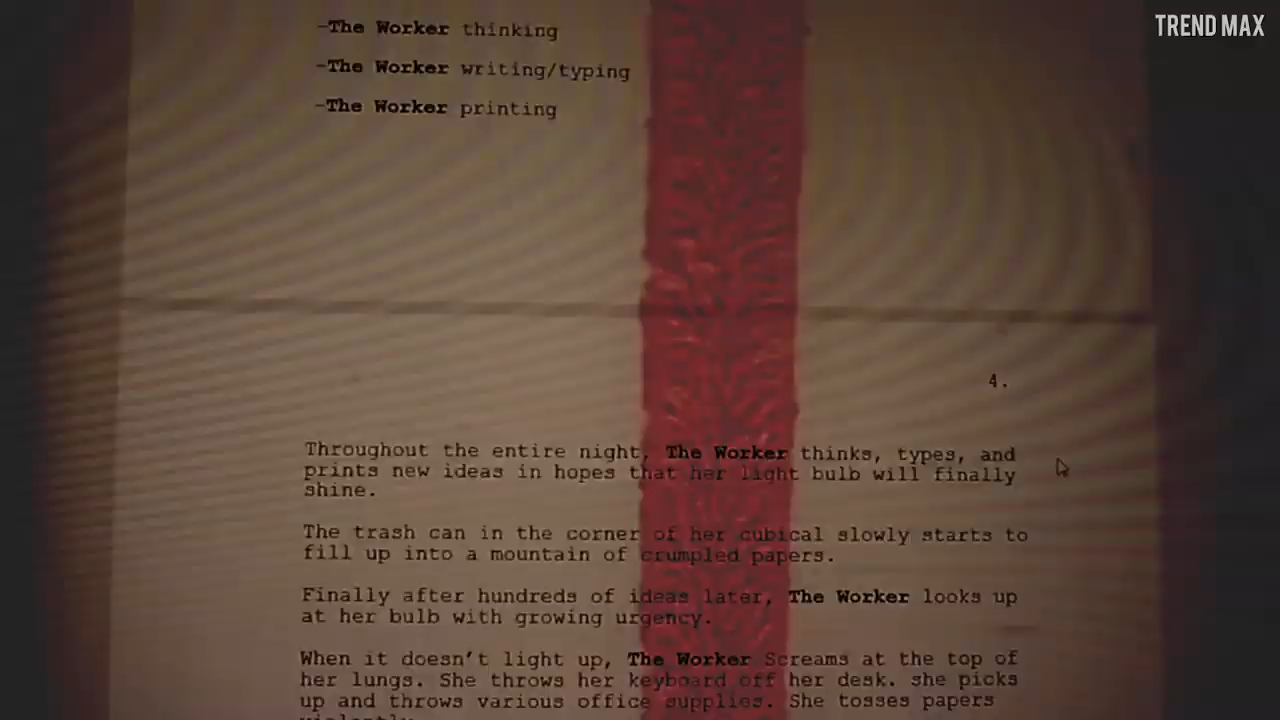 TREND MAX
-The Worker thinking
-The Worker writing/typing
-The Worker printing
4.
Throughout the entire night, The Worker thinks, types, and
prints new ideas in hopes that her light bulb will finally
shine.
The trash can in the corner of her cubical slowly starts to
fill up into a mountain of crumpled papers.
Finally after hundreds of ideas later, The Worker looks up
at her bulb with growing urgency.
When it doesn't light up, The Worker Screams at the top of
her lungs. She throws her keyboard off her desk. she picks
up and throws various office supplies. She tosses papers